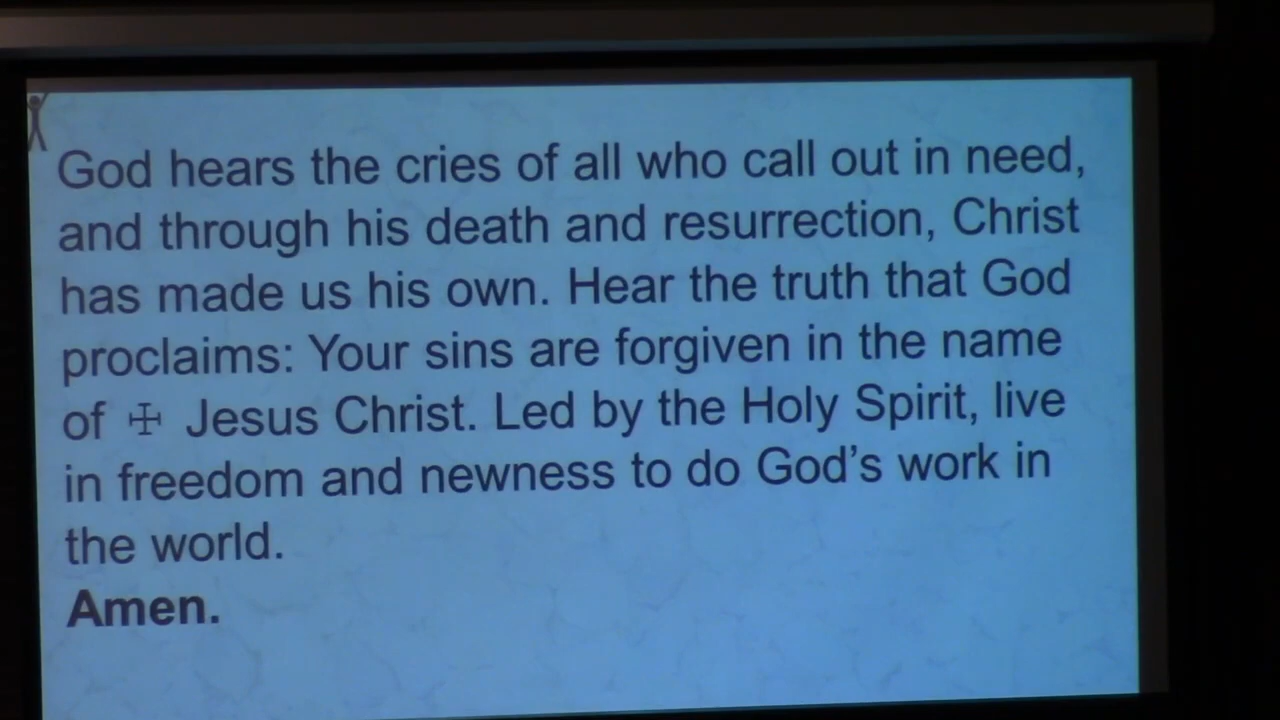 God hears the cries of all who call out in need,
and through his death and resurrection, Christ
has made us his own. Hear the truth that God
proclaims: Your sins are forgiven in the name
of ☩ Jesus Christ. Led by the Holy Spirit, live
in freedom and newness to do God’s work in
the world.
Amen.